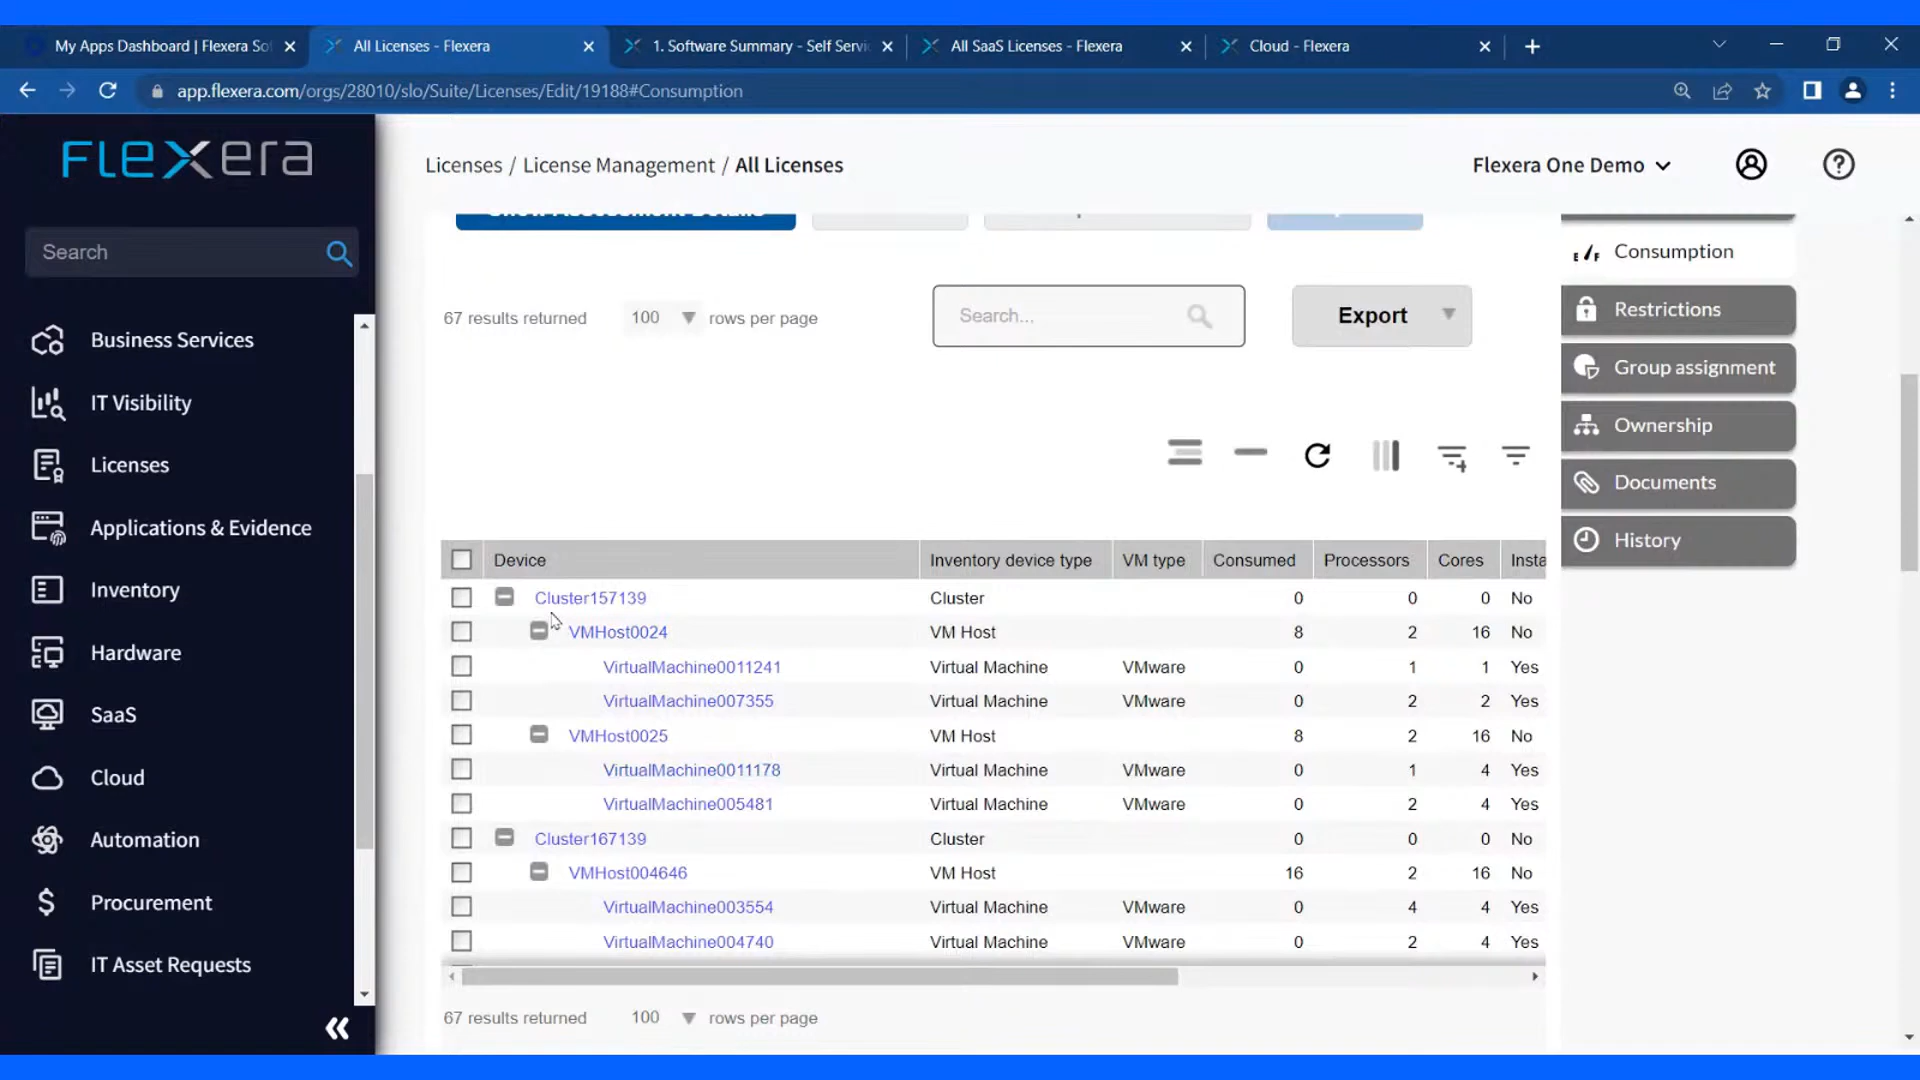 My Apps Dashboard | Flexera Sof
All Licenses - Flexera
1. Software Summary - Self Servic
All SaaS Licenses - Flexera
Cloud - Flexera
app.flexera.com/orgs/28010/slo/Suite/Licenses/Edit/19188#Consumption
FLEXERA
Licenses / License Management / All Licenses
Flexera One Demo
Search
Business Services
IT Visibility
Licenses
Applications & Evidence
Inventory
Hardware
SaaS
Cloud
Automation
Procurement
IT Asset Requests
Show Assessment Details
67 results returned
100 rows per page
Search...
Export
Device Inventory device type VM type Consumed Processors Cores Insta
Cluster157139 Cluster 0 0 0 No
VMHost0024 VM Host 8 2 16 No
VirtualMachine0011241 Virtual Machine VMware 0 1 1 Yes
VirtualMachine007355 Virtual Machine VMware 0 2 2 Yes
VMHost0025 VM Host 8 2 16 No
VirtualMachine0011178 Virtual Machine VMware 0 1 4 Yes
VirtualMachine005481 Virtual Machine VMware 0 2 4 Yes
Cluster167139 Cluster 0 0 0 No
VMHost004646 VM Host 16 2 16 No
VirtualMachine003554 Virtual Machine VMware 0 4 4 Yes
VirtualMachine004740 Virtual Machine VMware 0 2 4 Yes
67 results returned
100 rows per page
E F Consumption
Restrictions
Group assignment
Ownership
Documents
History